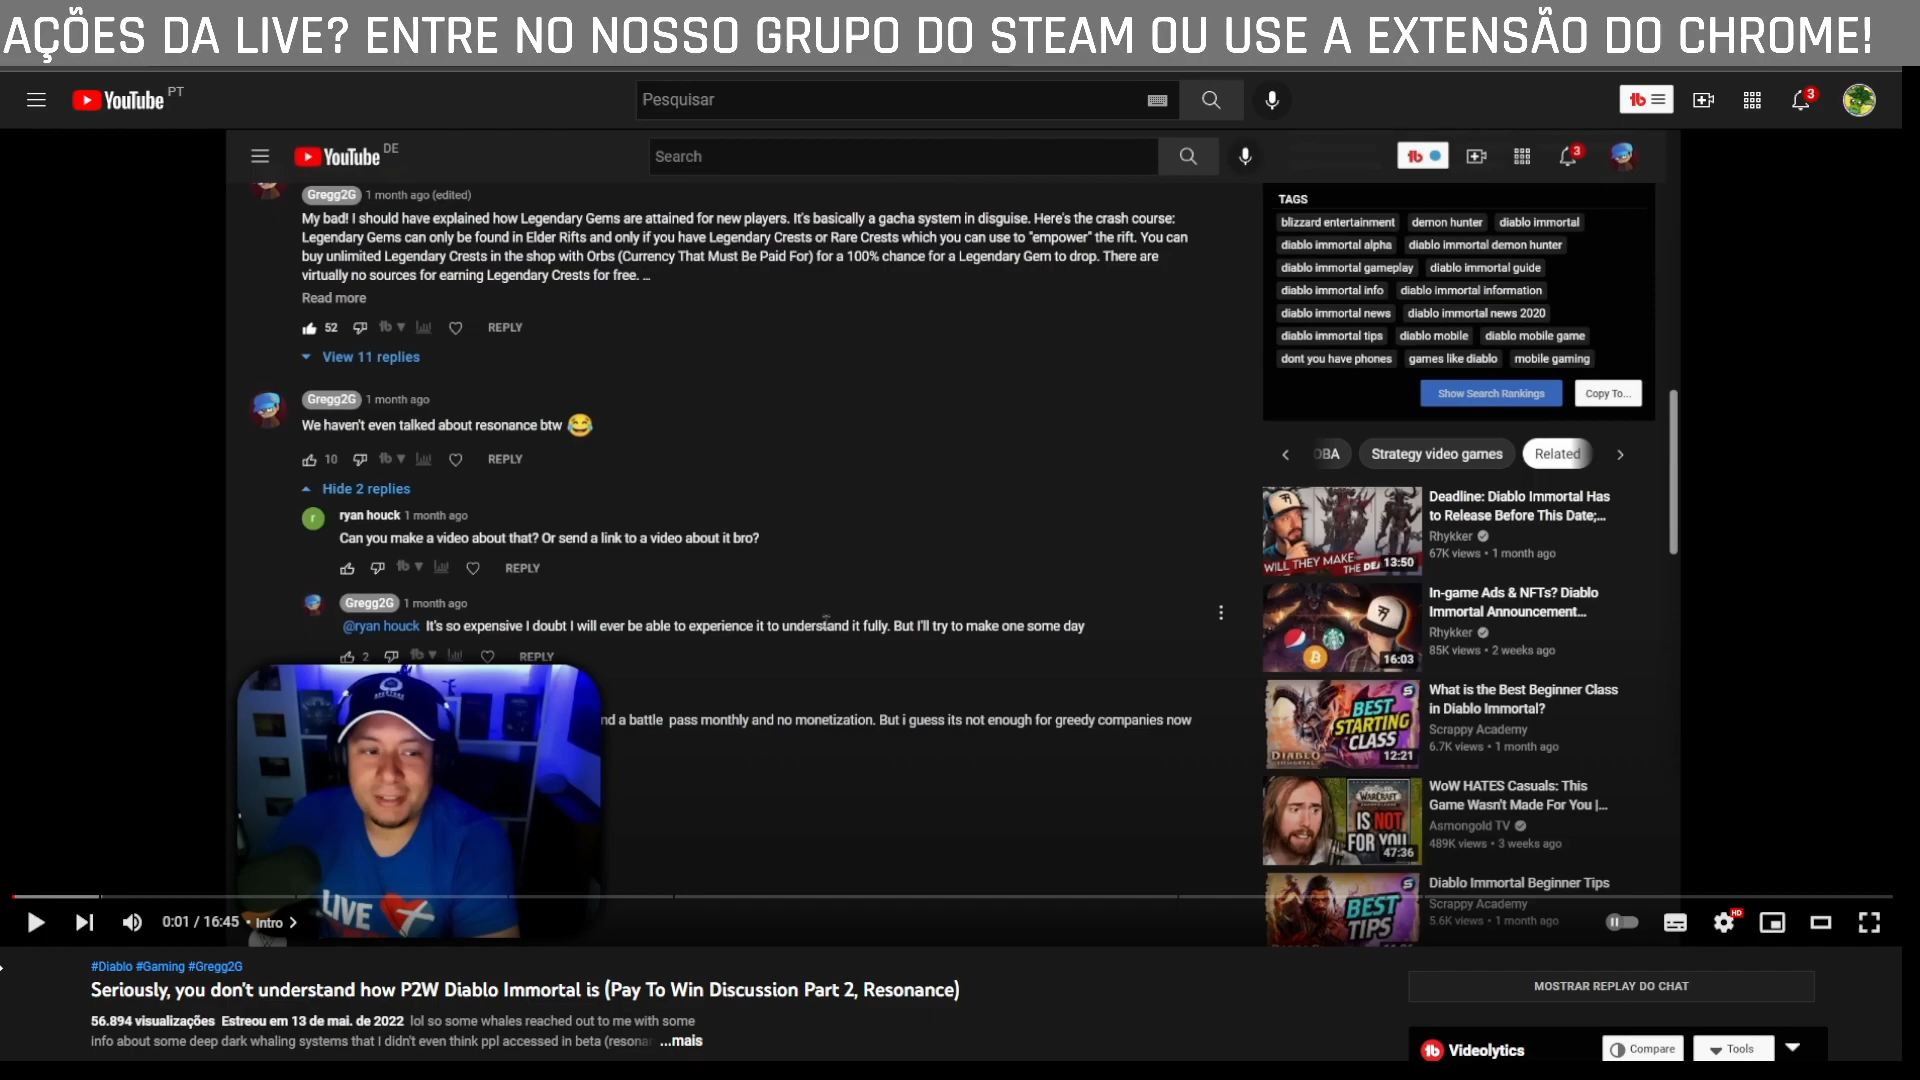 AÇÕES DA LIVE? ENTRE NO NOSSO GRUPO DO STEAM OU USE A EXTENSÃO DO CHROME!
YouTube PT
Pesquisar
3
YouTube DE
Search
3
Gregg2G 1 month ago (edited)
My bad! I should have explained how Legendary Gems are attained for new players. It's basically a gacha system in disguise. Here's the crash course:
Legendary Gems can only be found in Elder Rifts and only if you have Legendary Crests or Rare Crests which you can use to "empower" the rift. You can
buy unlimited Legendary Crests in the shop with Orbs (Currency That Must Be Paid For) for a 100% chance for a Legendary Gem to drop. There are
virtually no sources for earning Legendary Crests for free. ...
Read more
52 REPLY
View 11 replies
Gregg2G 1 month ago
We haven't even talked about resonance btw 😂
10 REPLY
Hide 2 replies
r
ryan houck 1 month ago
Can you make a video about that? Or send a link to a video about it bro?
REPLY
Gregg2G 1 month ago
@ryan houck It's so expensive I doubt I will ever be able to experience it to understand it fully. But I'll try to make one some day
2 REPLY
nd a battle pass monthly and no monetization. But i guess its not enough for greedy companies now
LIVE
TAGS
blizzard entertainment demon hunter diablo immortal
diablo immortal alpha diablo immortal demon hunter
diablo immortal gameplay diablo immortal guide
diablo immortal info diablo immortal information
diablo immortal news diablo immortal news 2020
diablo immortal tips diablo mobile diablo mobile game
dont you have phones games like diablo mobile gaming
Show Search Rankings Copy To...
OBA Strategy video games Related
WILL THEY MAKE THE DEA
13:50
Deadline: Diablo Immortal Has
to Release Before This Date;...
Rhykker
67K views • 1 month ago
16:03
In-game Ads & NFTs? Diablo
Immortal Announcement...
Rhykker
85K views • 2 weeks ago
BEST
STARTING
CLASS
DIABLO
IMMORTAL
12:21
What is the Best Beginner Class
in Diablo Immortal?
Scrappy Academy
6.7K views • 1 month ago
WARCRAFT
IS NOT
FOR YOU
47:36
WoW HATES Casuals: This
Game Wasn't Made For You |...
Asmongold TV
489K views • 3 weeks ago
BEST
TIPS
Diablo Immortal Beginner Tips
Scrappy Academy
5.6K views • 1 month ago
0:01 / 16:45 • Intro
HD
#Diablo #Gaming #Gregg2G
Seriously, you don't understand how P2W Diablo Immortal is (Pay To Win Discussion Part 2, Resonance)
56.894 visualizações Estreou em 13 de mai. de 2022 lol so some whales reached out to me with some
info about some deep dark whaling systems that I didn't even think ppl accessed in beta (resonar ...mais
MOSTRAR REPLAY DO CHAT
Videolytics Compare Tools